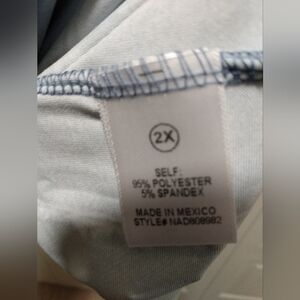 2X
SELF:
95% POLYESTER
5% SPANDEX
MADE IN MEXICO
STYLE# NAD808982